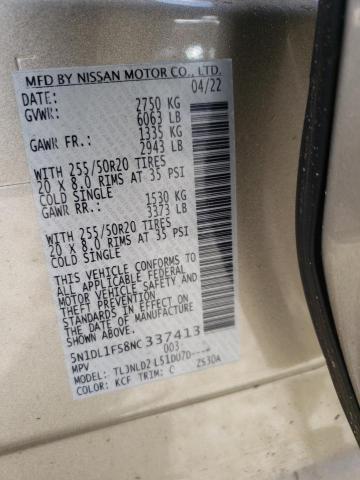 MFD BY NISSAN MOTOR CO., LTD.
DATE: 04/22
GVWR: 2750 KG
6063 LB
GAWR FR.: 1335 KG
2943 LB
WITH 255/50R20 TIRES
20 X 8.0 RIMS AT 35 PSI
COLD SINGLE
GAWR RR.: 1530 KG
3373 LB
WITH 255/50R20 TIRES
20 X 8.0 RIMS AT 35 PSI
COLD SINGLE
THIS VEHICLE CONFORMS TO
ALL APPLICABLE FEDERAL
MOTOR VEHICLE SAFETY AND
THEFT PREVENTION
STANDARDS IN EFFECT ON
THE DATE OF MANUFACTURE
SHOWN ABOVE.
5N1DL1FS8NC337413
MPV 003
MODEL: TLJNLD2 L51DU7D----
COLOR: KCF TRIM: C ZS30A